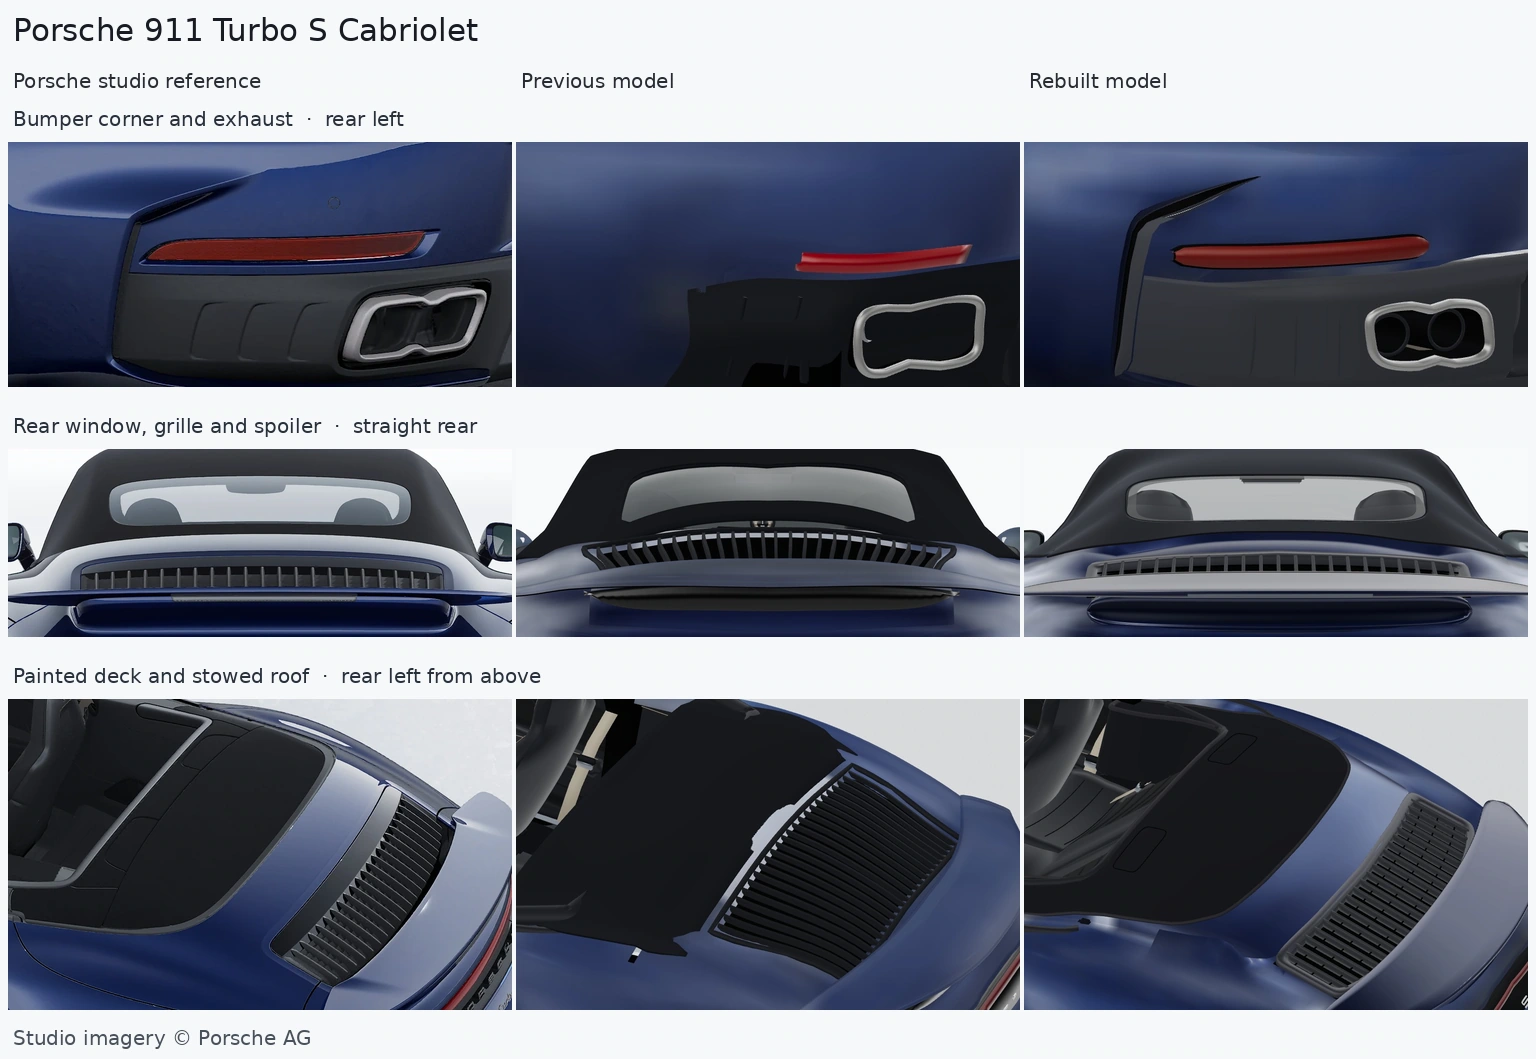 Porsche 911 Turbo S Cabriolet
Porsche studio reference
Previous model
Rebuilt model
Bumper corner and exhaust · rear left
Rear window, grille and spoiler · straight rear
Painted deck and stowed roof · rear left from above
Studio imagery © Porsche AG